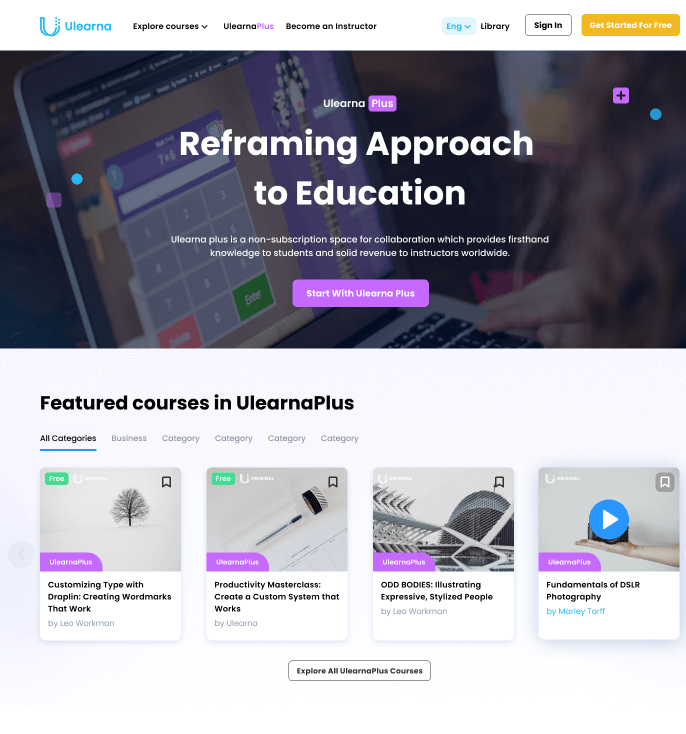 Ulearna
Explore courses
UlearnaPlus
Become an Instructor
Eng
Library
Sign In
Get Started For Free
Ulearna Plus
Reframing Approach
to Education
Ulearna plus is a non-subscription space for collaboration which provides firsthand
knowledge to students and solid revenue to instructors worldwide.
Start With Ulearna Plus
Enter
Delete
Featured courses in UlearnaPlus
All Categories
Business
Category
Category
Category
Category
Free
ORIGINAL
UlearnaPlus
Customizing Type with
Draplin: Creating Wordmarks
That Work
by Leo Workman
Free
ORIGINAL
UlearnaPlus
Productivity Masterclass:
Create a Custom System that
Works
by Ulearna
ORIGINAL
UlearnaPlus
ODD BODIES: Illustrating
Expressive, Stylized People
by Leo Workman
ORIGINAL
UlearnaPlus
Fundamentals of DSLR
Photography
by Marley Torff
Explore All UlearnaPlus Courses